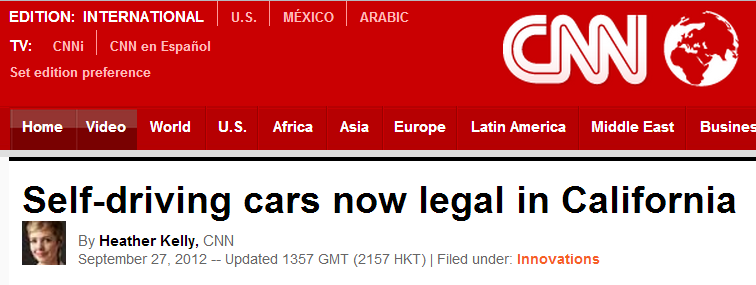 EDITION: INTERNATIONAL U.S. MÉXICO ARABIC
TV: CNNi CNN en Español
Set edition preference
CNN
Home Video World U.S. Africa Asia Europe Latin America Middle East Busines
Self-driving cars now legal in California
By Heather Kelly, CNN
September 27, 2012 -- Updated 1357 GMT (2157 HKT) | Filed under: Innovations